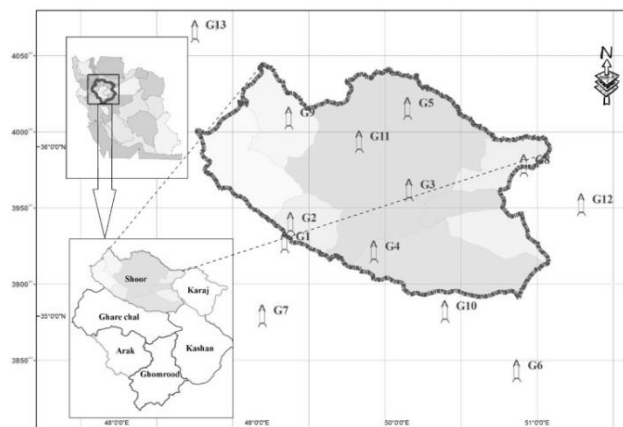 G13
4050
N
G5
G9
4000
G11
36°0'0"N
G8
G3
G12
3950
G2
G1
G4
Shoor
3900
Karaj
G7
G10
35°0'0"N
Ghare chal
Arak
Kashan
3850
G6
Ghomrood
48°0'0"E
49°0'0"E
50°0'0"E
51°0'0"E